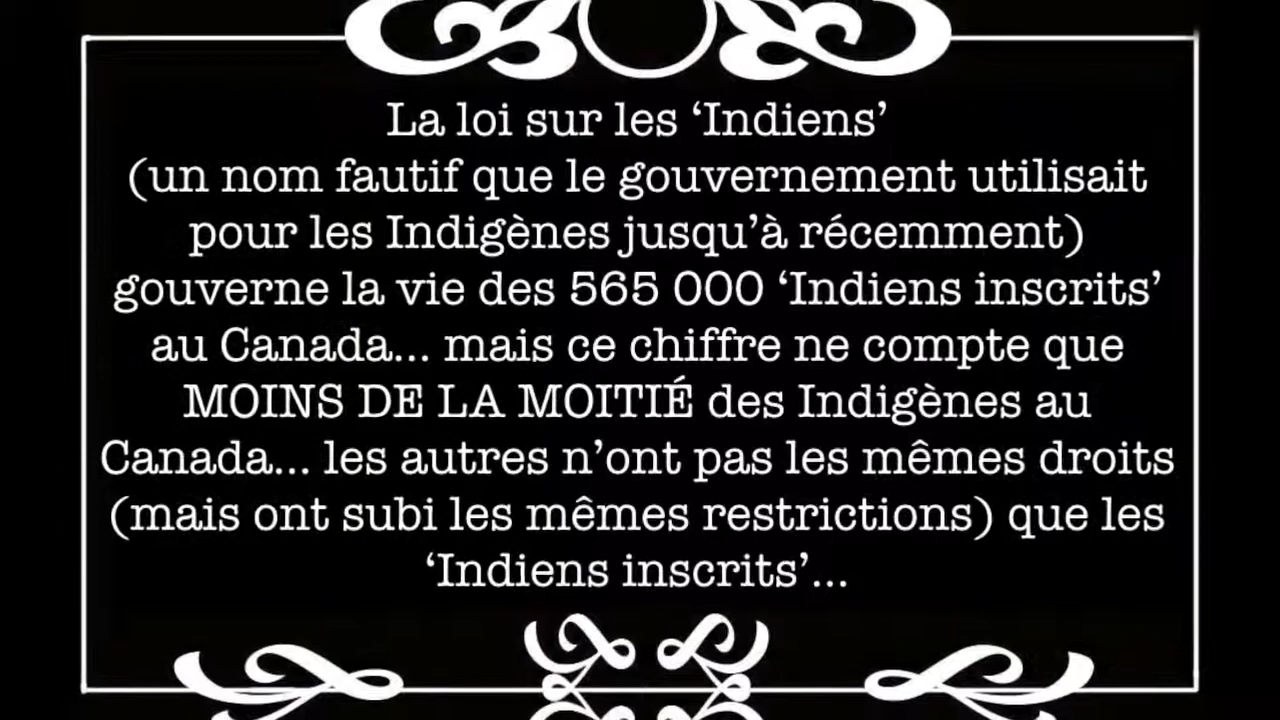 La loi sur les ‘Indiens’
(un nom fautif que le gouvernement utilisait
pour les Indigènes jusqu’à récemment)
gouverne la vie des 565 000 ‘Indiens inscrits’
au Canada... mais ce chiffre ne compte que
MOINS DE LA MOITIÉ des Indigènes au
Canada... les autres n’ont pas les mêmes droits
(mais ont subi les mêmes restrictions) que les
‘Indiens inscrits’...